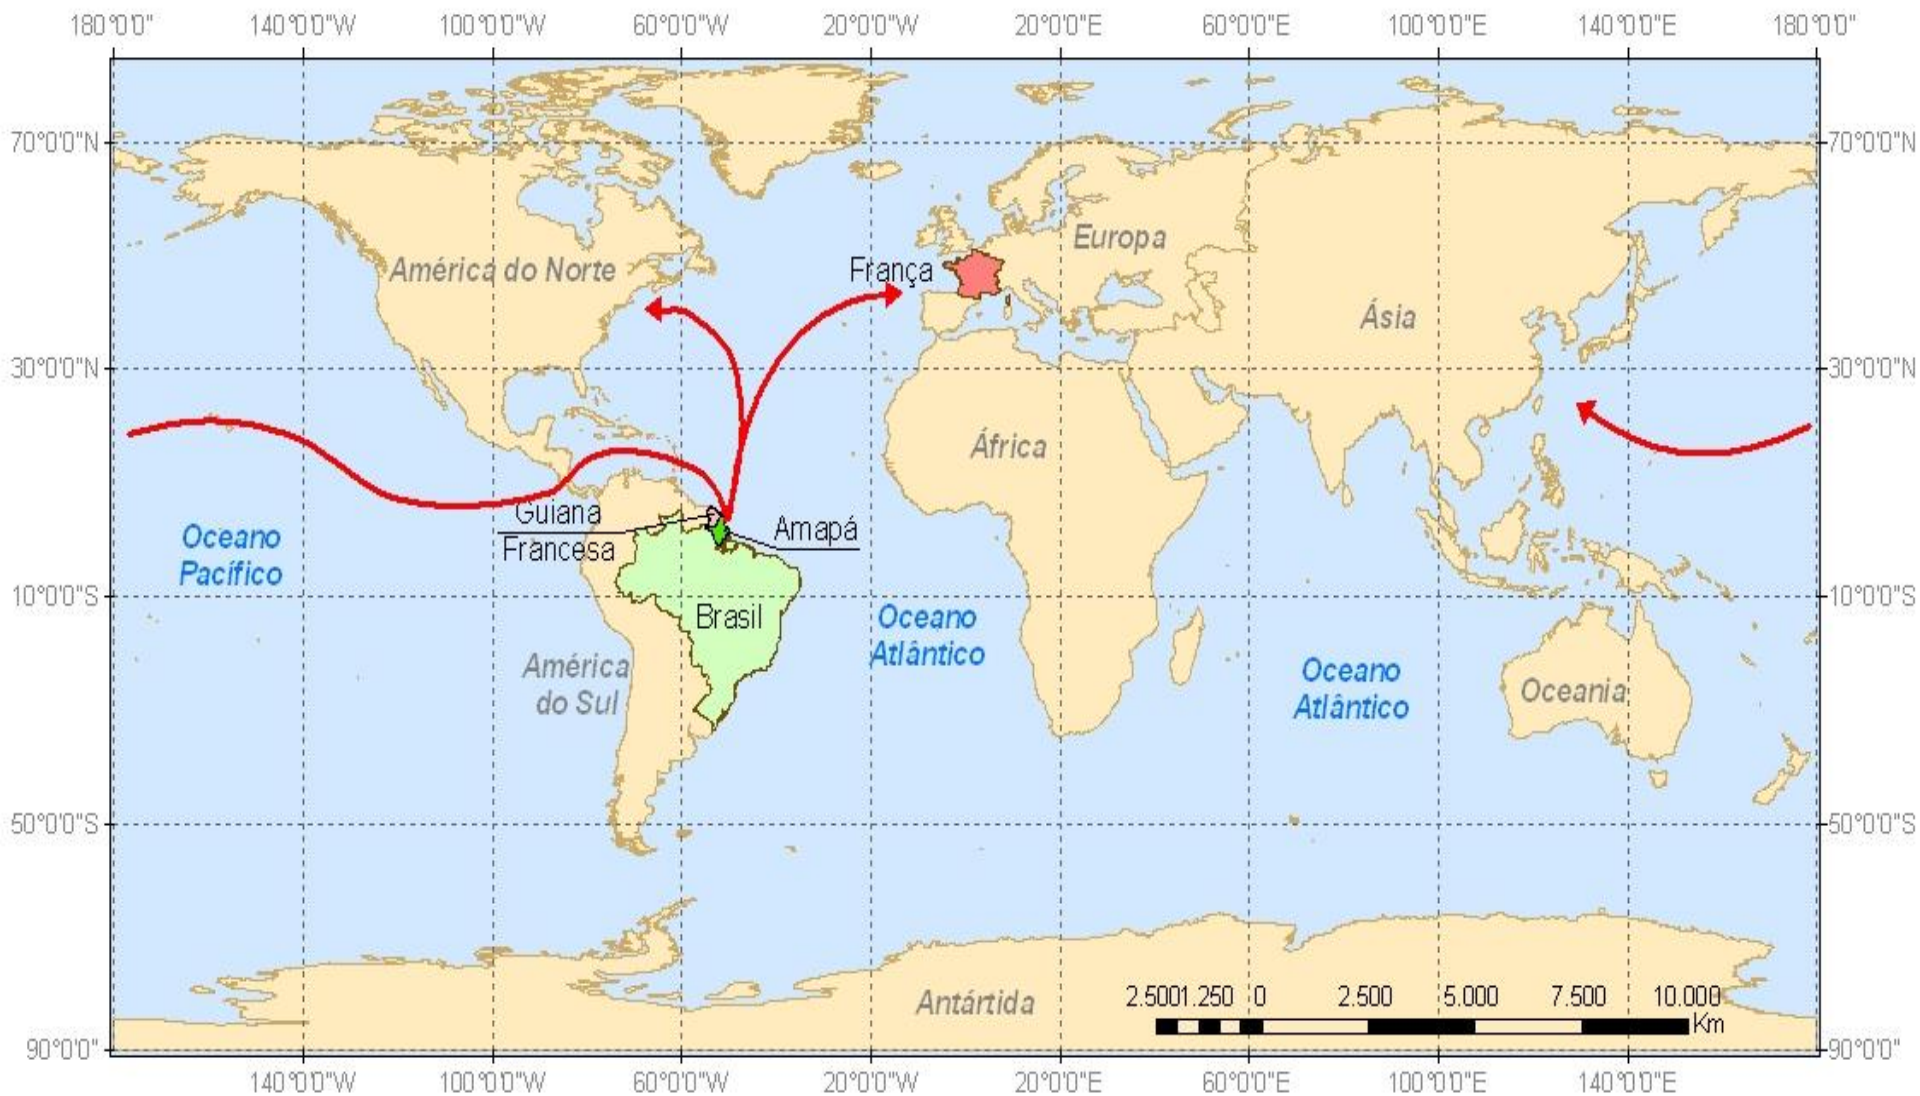 180°0'0" 140°0'0"W 100°0'0"W 60°0'0"W 20°0'0"W 20°0'0"E 60°0'0"E 100°0'0"E 140°0'0"E 180°0'0"
70°0'0"N 70°0'0"N
Europa
América do Norte
França
Ásia
30°0'0"N 30°0'0"N
África
Guiana
Francesa
Amapá
Oceano
Pacífico
10°0'0"S 10°0'0"S
Brasil
Oceano
Atlântico
América
do Sul
Oceano
Atlântico
Oceania
50°0'0"S 50°0'0"S
Antártida
2.5001.250 0 2.500 5.000 7.500 10.000
Km
90°0'0" 90°0'0"
140°0'0"W 100°0'0"W 60°0'0"W 20°0'0"W 20°0'0"E 60°0'0"E 100°0'0"E 140°0'0"E